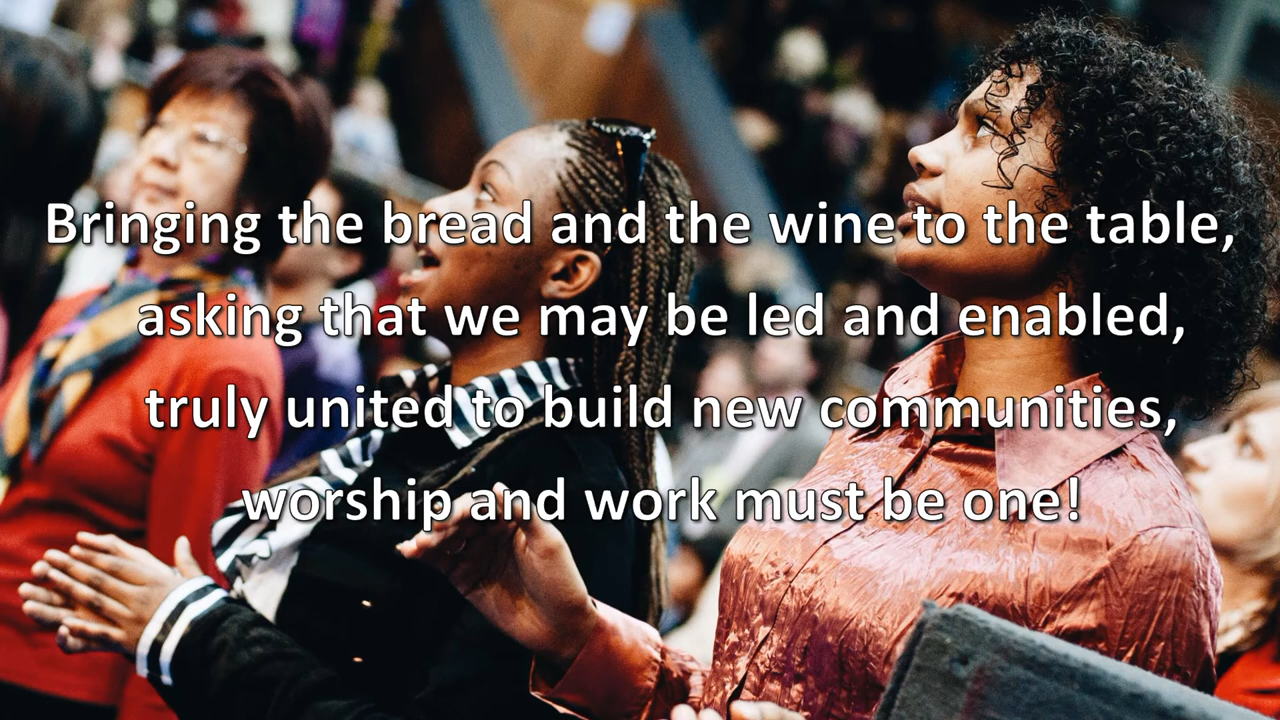 Bringing the bread and the wine to the table,
asking that we may be led and enabled,
truly united to build new communities,
worship and work must be one!